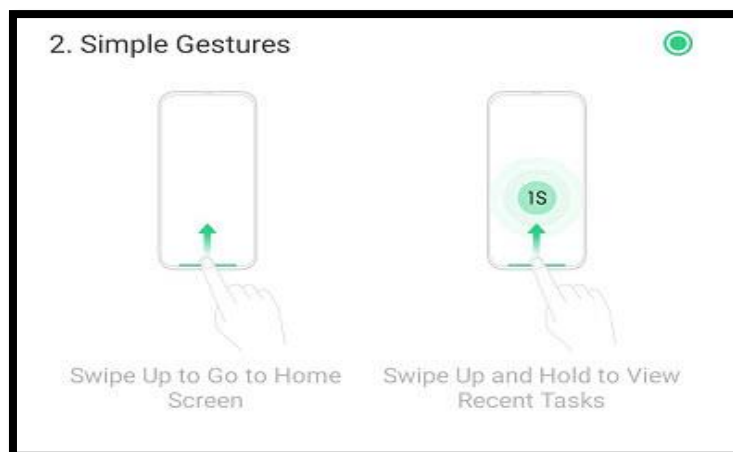 2. Simple Gestures
1S
Swipe Up to Go to Home
Screen
Swipe Up and Hold to View
Recent Tasks